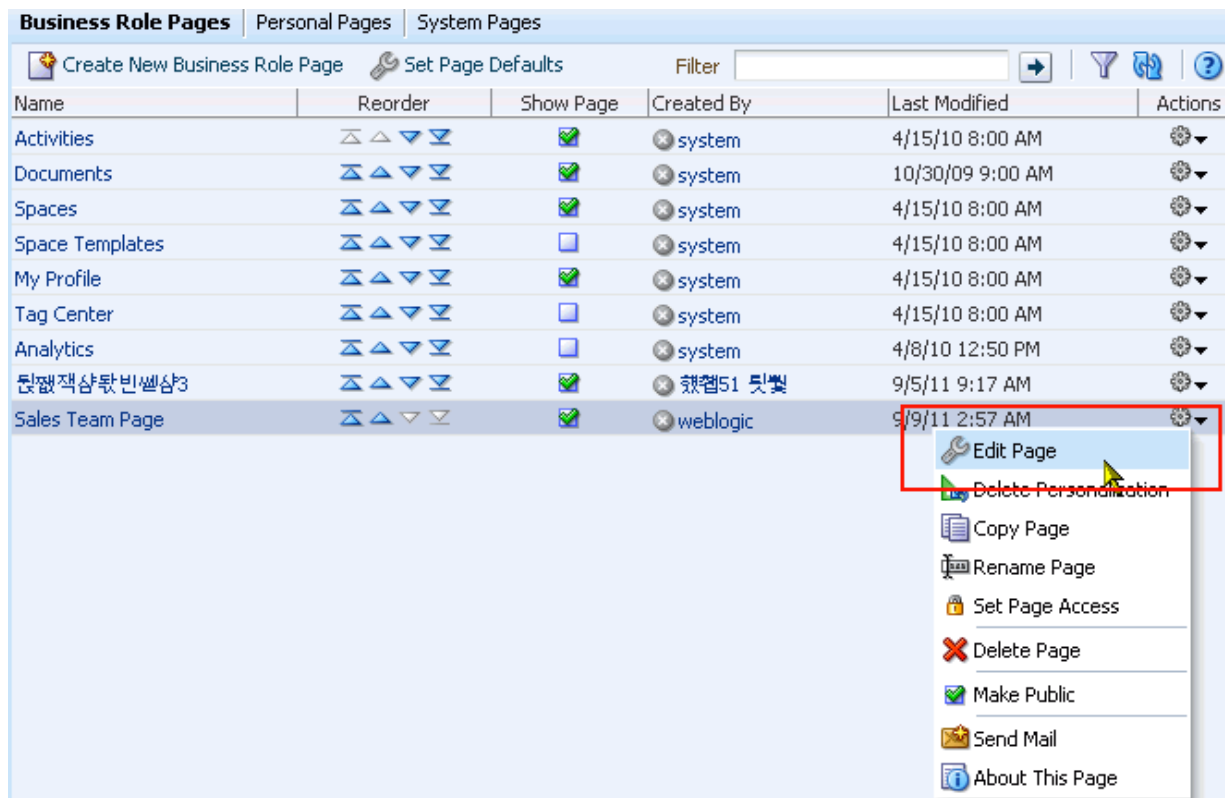 Business Role Pages Personal Pages System Pages
Create New Business Role Page Set Page Defaults Filter
Name Reorder Show Page Created By Last Modified Actions
Activities system 4/15/10 8:00 AM
Documents system 10/30/09 9:00 AM
Spaces system 4/15/10 8:00 AM
Space Templates system 4/15/10 8:00 AM
My Profile system 4/15/10 8:00 AM
Tag Center system 4/15/10 8:00 AM
Analytics system 4/8/10 12:50 PM
9/5/11 9:17 AM
Sales Team Page weblogic 9/9/11 2:57 AM
Edit Page
Delete Personalization
Copy Page
Rename Page
Set Page Access
Delete Page
Make Public
Send Mail
About This Page